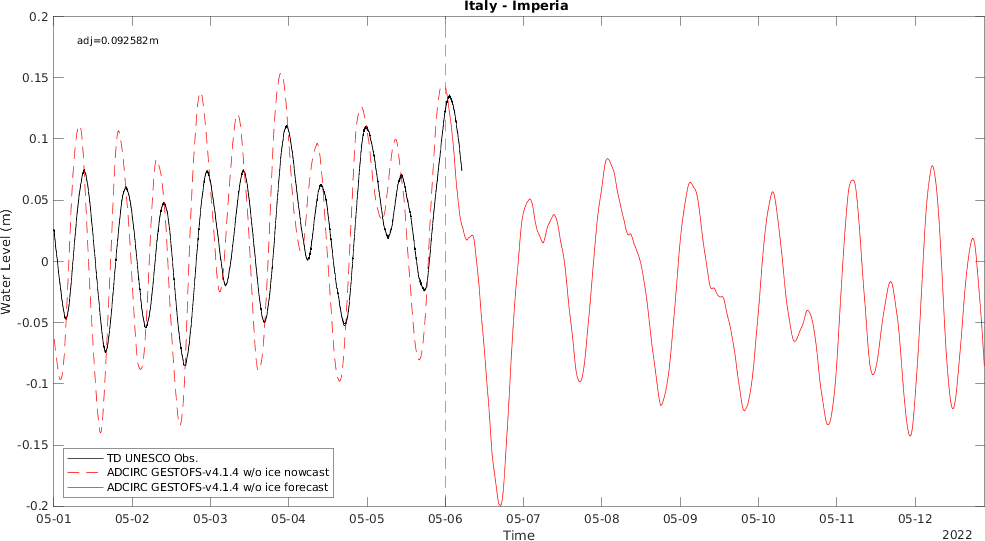 Italy - Imperia
adj=0.092582m
0.2
0.15
0.1
0.05
0
-0.05
-0.1
-0.15
-0.2
Water Level (m)
TD UNESCO Obs.
ADCIRC GESTOFS-v4.1.4 w/o ice nowcast
ADCIRC GESTOFS-v4.1.4 w/o ice forecast
05-01 05-02 05-03 05-04 05-05 05-06 05-07 05-08 05-09 05-10 05-11 05-12
Time
2022